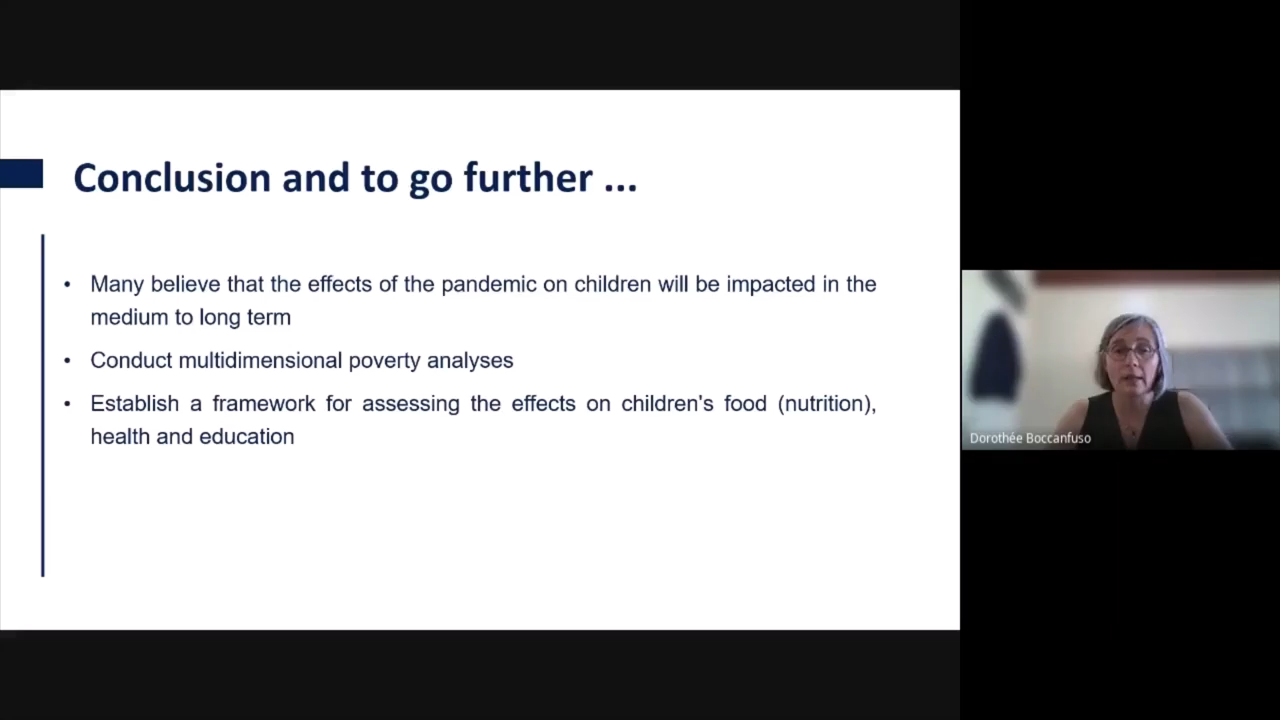 Conclusion and to go further ...
• Many believe that the effects of the pandemic on children will be impacted in the
medium to long term
• Conduct multidimensional poverty analyses
• Establish a framework for assessing the effects on children's food (nutrition),
health and education
Dorothée Boccanfuso